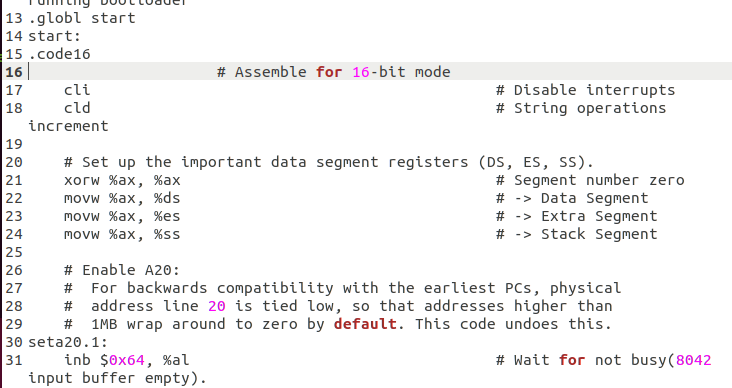 running bootloader
13 .globl start
14 start:
15 .code16
16                     # Assemble for 16-bit mode
17    cli                                             # Disable interrupts
18    cld                                             # String operations
increment
19
20    # Set up the important data segment registers (DS, ES, SS).
21    xorw %ax, %ax                                   # Segment number zero
22    movw %ax, %ds                                   # -> Data Segment
23    movw %ax, %es                                   # -> Extra Segment
24    movw %ax, %ss                                   # -> Stack Segment
25
26    # Enable A20:
27    #  For backwards compatibility with the earliest PCs, physical
28    #  address line 20 is tied low, so that addresses higher than
29    #  1MB wrap around to zero by default. This code undoes this.
30 seta20.1:
31    inb $0x64, %al                                  # Wait for not busy(8042
input buffer empty).